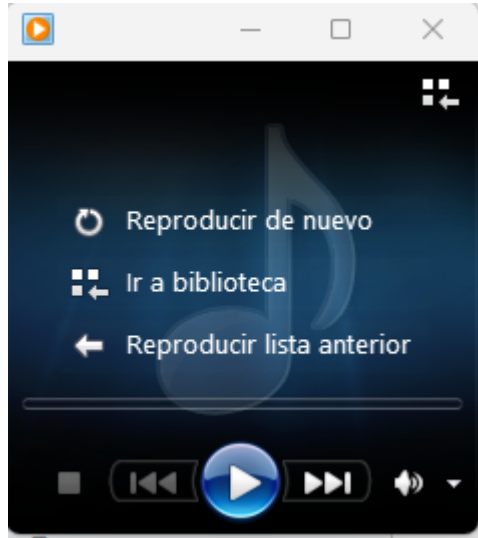 Reproducir de nuevo
Ir a biblioteca
Reproducir lista anterior